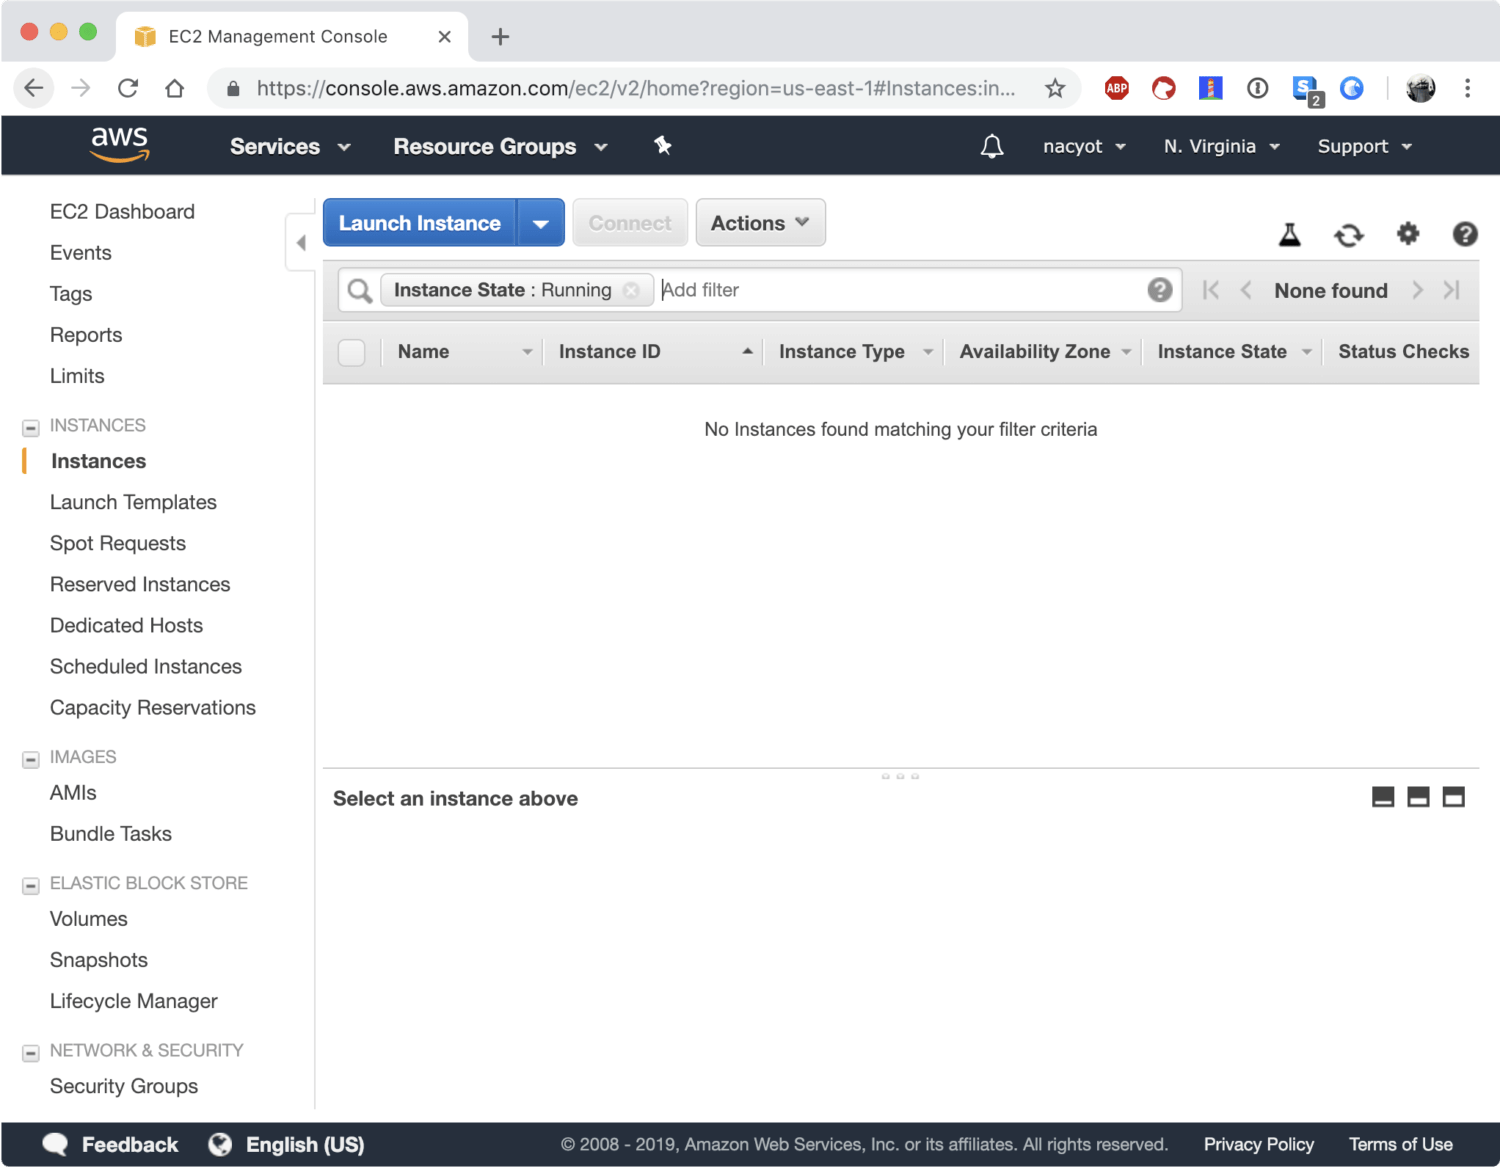 EC2 Management Console
https://console.aws.amazon.com/ec2/v2/home?region=us-east-1#Instances:in...
ABP
S
2
aws
Services
Resource Groups
nacyot
N. Virginia
Support
EC2 Dashboard
Events
Tags
Reports
Limits
INSTANCES
Instances
Launch Templates
Spot Requests
Reserved Instances
Dedicated Hosts
Scheduled Instances
Capacity Reservations
IMAGES
AMIs
Bundle Tasks
ELASTIC BLOCK STORE
Volumes
Snapshots
Lifecycle Manager
NETWORK & SECURITY
Security Groups
Launch Instance
Connect
Actions
Instance State : Running
Add filter
None found
Name
Instance ID
Instance Type
Availability Zone
Instance State
Status Checks
No Instances found matching your filter criteria
Select an instance above
Feedback
English (US)
© 2008 - 2019, Amazon Web Services, Inc. or its affiliates. All rights reserved.
Privacy Policy
Terms of Use